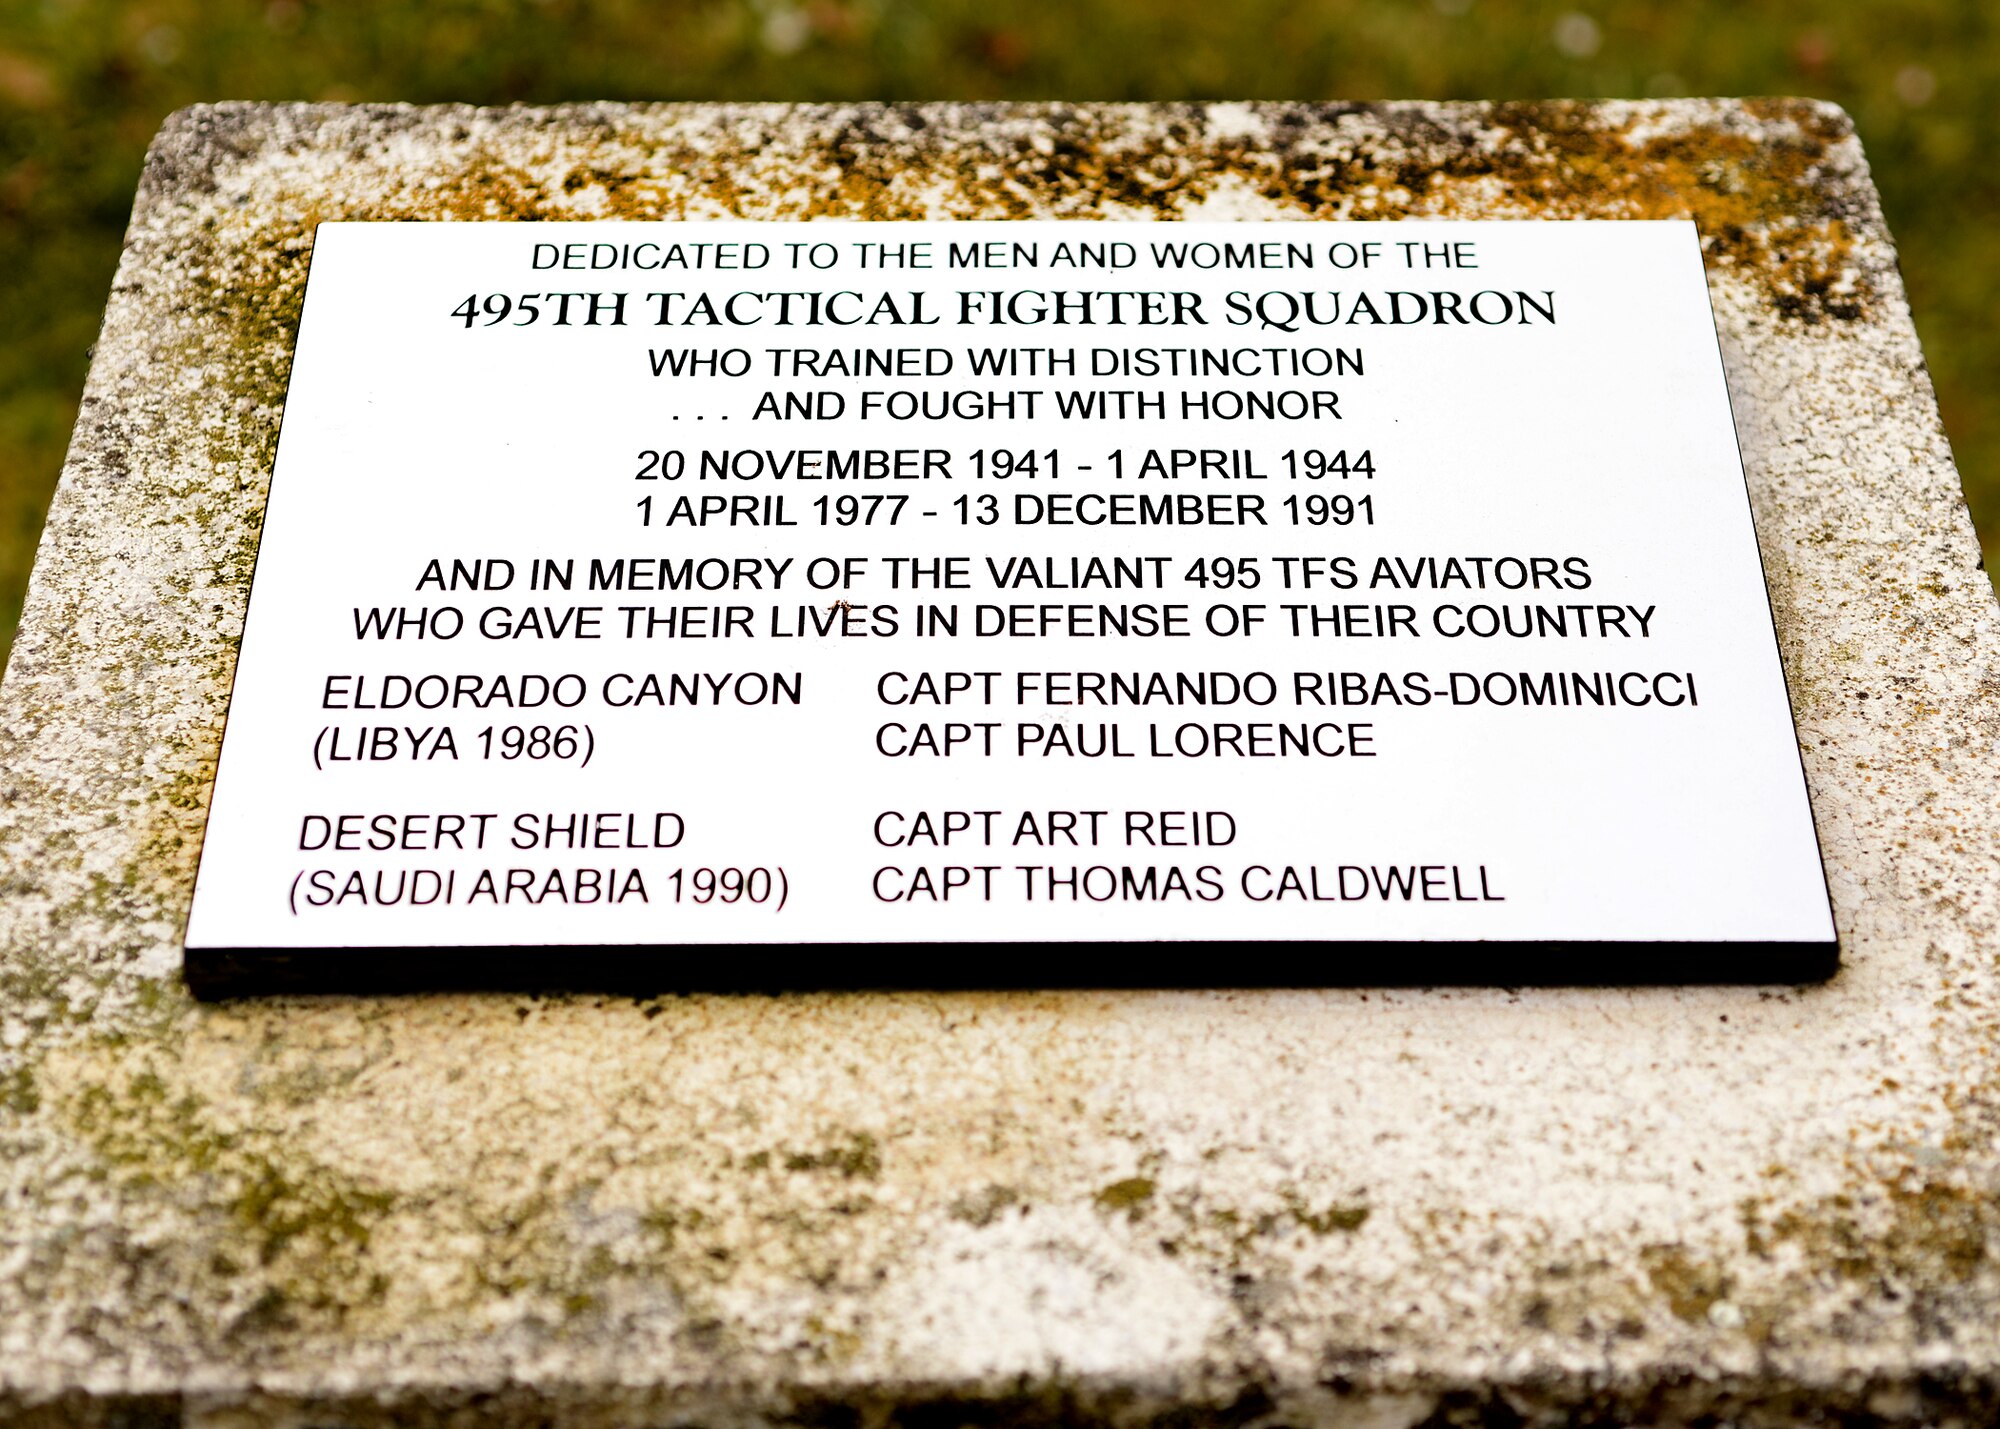 DEDICATED TO THE MEN AND WOMEN OF THE
495TH TACTICAL FIGHTER SQUADRON
WHO TRAINED WITH DISTINCTION
. . . AND FOUGHT WITH HONOR
20 NOVEMBER 1941 - 1 APRIL 1944
1 APRIL 1977 - 13 DECEMBER 1991
AND IN MEMORY OF THE VALIANT 495 TFS AVIATORS
WHO GAVE THEIR LIVES IN DEFENSE OF THEIR COUNTRY
ELDORADO CANYON CAPT FERNANDO RIBAS-DOMINICCI
(LIBYA 1986) CAPT PAUL LORENCE
DESERT SHIELD CAPT ART REID
(SAUDI ARABIA 1990) CAPT THOMAS CALDWELL